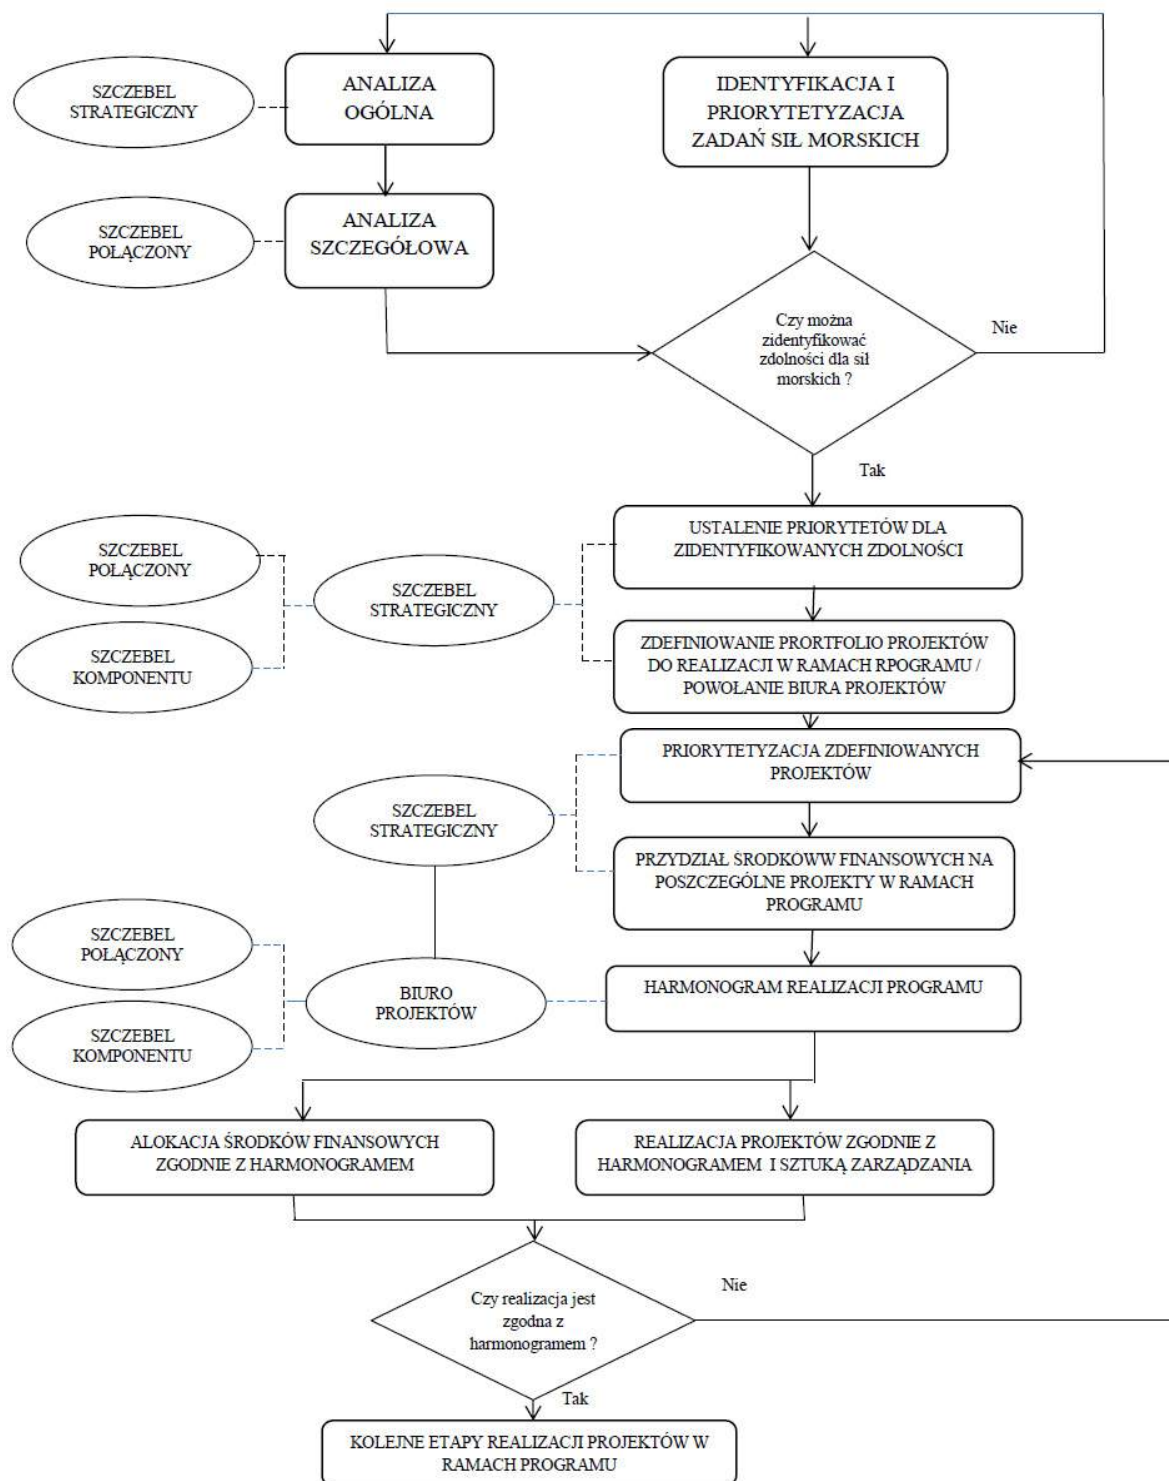 SZCZEBEL
STRATEGICZNY
ANALIZA
OGÓLNA
IDENTYFIKACJA I
PRIORYTETYZACJA
ZADAŃ SIŁ MORSKICH
SZCZEBEL
POŁĄCZONY
ANALIZA
SZCZEGÓŁOWA
Czy można
zidentyfikować
zdolności dla sił
morskich ?
Nie
Tak
USTALENIE PRIORYTETÓW DLA
ZIDENTYFIKOWANYCH ZDOLNOŚCI
SZCZEBEL
POŁĄCZONY
SZCZEBEL
STRATEGICZNY
SZCZEBEL
KOMPONENTU
ZDEFINIOWANIE PRORTFOLIO PROJEKTÓW
DO REALIZACJI W RAMACH RPOGRAMU /
POWOŁANIE BIURA PROJEKTÓW
PRIORYTETYZACJA ZDEFINIOWANYCH
PROJEKTÓW
SZCZEBEL
STRATEGICZNY
PRZYDZIAŁ ŚRODKÓWW FINANSOWYCH NA
POSZCZEGÓLNE PROJEKTY W RAMACH
PROGRAMU
SZCZEBEL
POŁĄCZONY
BIURO
PROJEKTÓW
HARMONOGRAM REALIZACJI PROGRAMU
SZCZEBEL
KOMPONENTU
ALOKACJA ŚRODKÓW FINANSOWYCH
ZGODNIE Z HARMONOGRAMEM
REALIZACJA PROJEKTÓW ZGODNIE Z
HARMONOGRAMEM I SZTUKĄ ZARZĄDZANIA
Czy realizacja jest
zgodna z
harmonogramem ?
Nie
Tak
KOLEJNE ETAPY REALIZACJI PROJEKTÓW W
RAMACH PROGRAMU